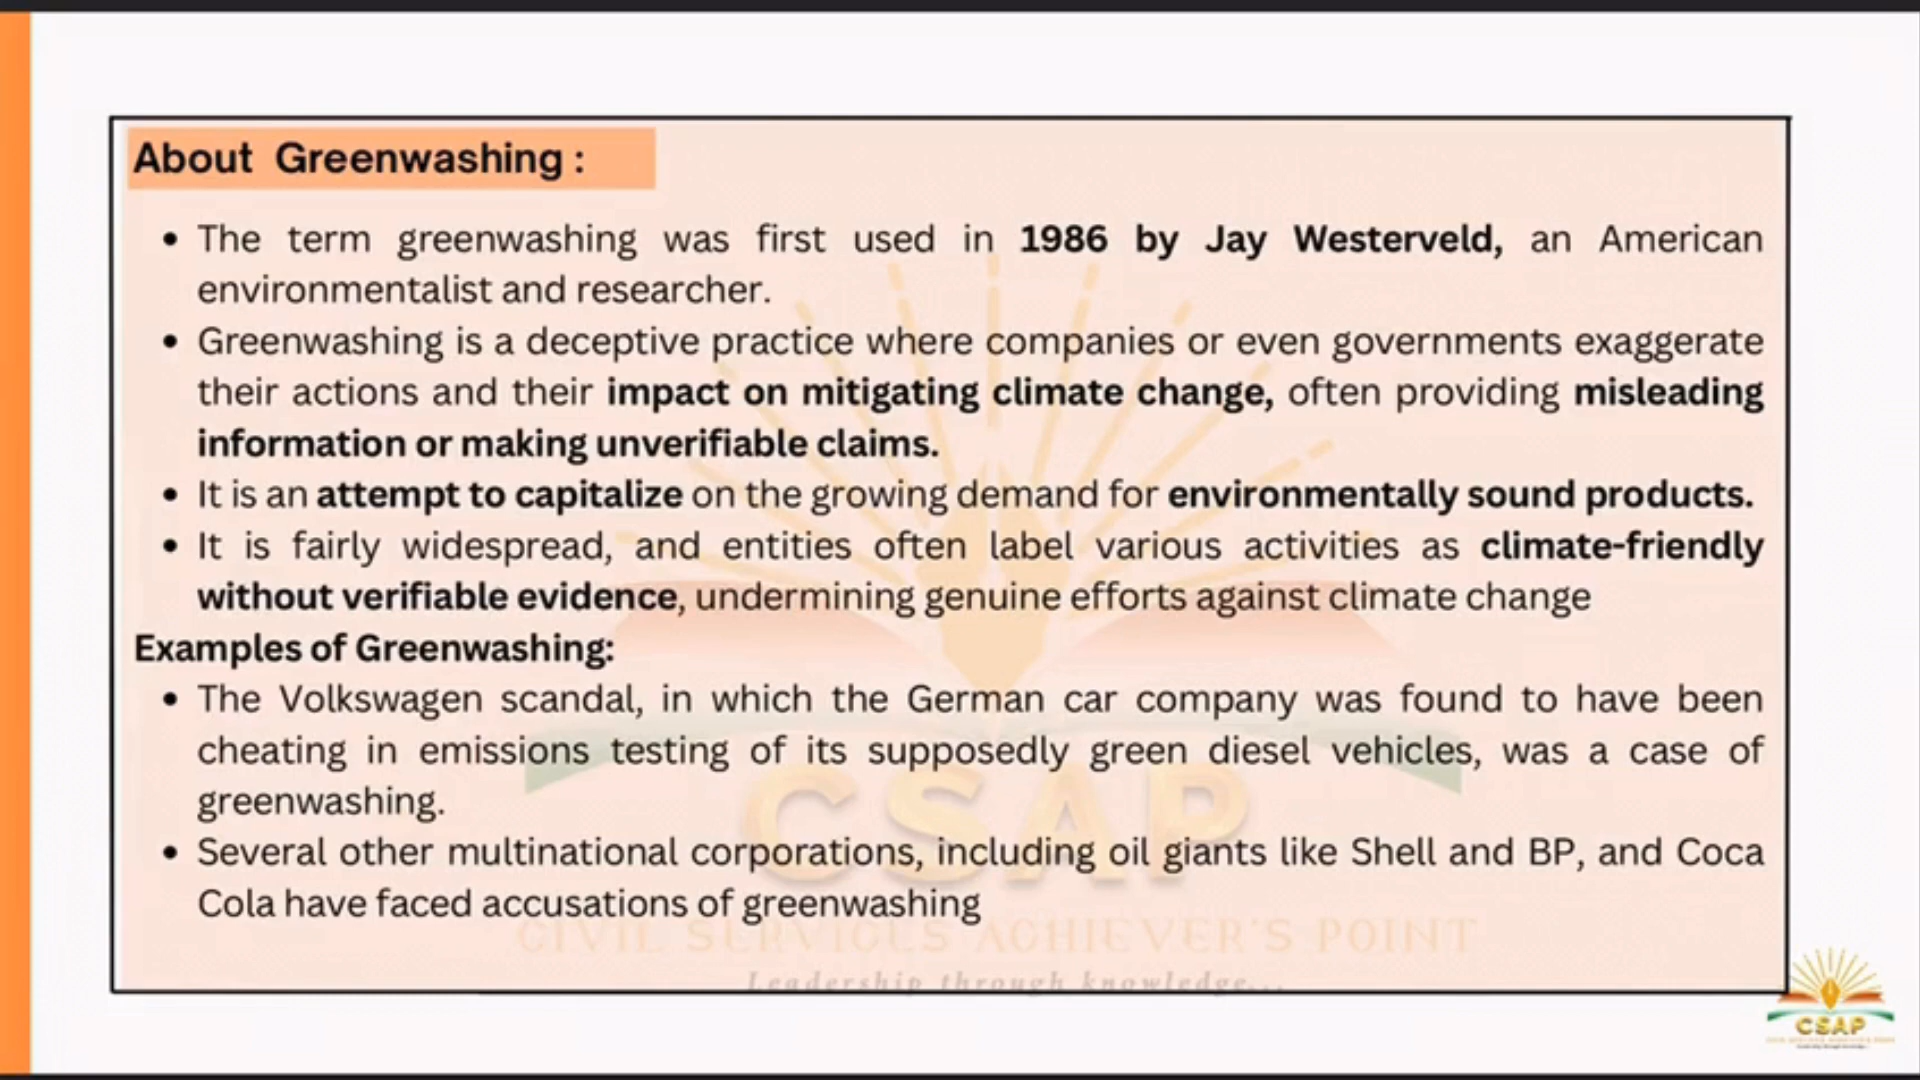 About Greenwashing :
• The term greenwashing was first used in 1986 by Jay Westerveld, an American
environmentalist and researcher.
• Greenwashing is a deceptive practice where companies or even governments exaggerate
their actions and their impact on mitigating climate change, often providing misleading
information or making unverifiable claims.
• It is an attempt to capitalize on the growing demand for environmentally sound products.
• It is fairly widespread, and entities often label various activities as climate-friendly
without verifiable evidence, undermining genuine efforts against climate change
Examples of Greenwashing:
• The Volkswagen scandal, in which the German car company was found to have been
cheating in emissions testing of its supposedly green diesel vehicles, was a case of
greenwashing.
• Several other multinational corporations, including oil giants like Shell and BP, and Coca
Cola have faced accusations of greenwashing
CSAP
CIVIL SERVICES ACHIEVER'S POINT
Leadership through knowledge...
CSAP